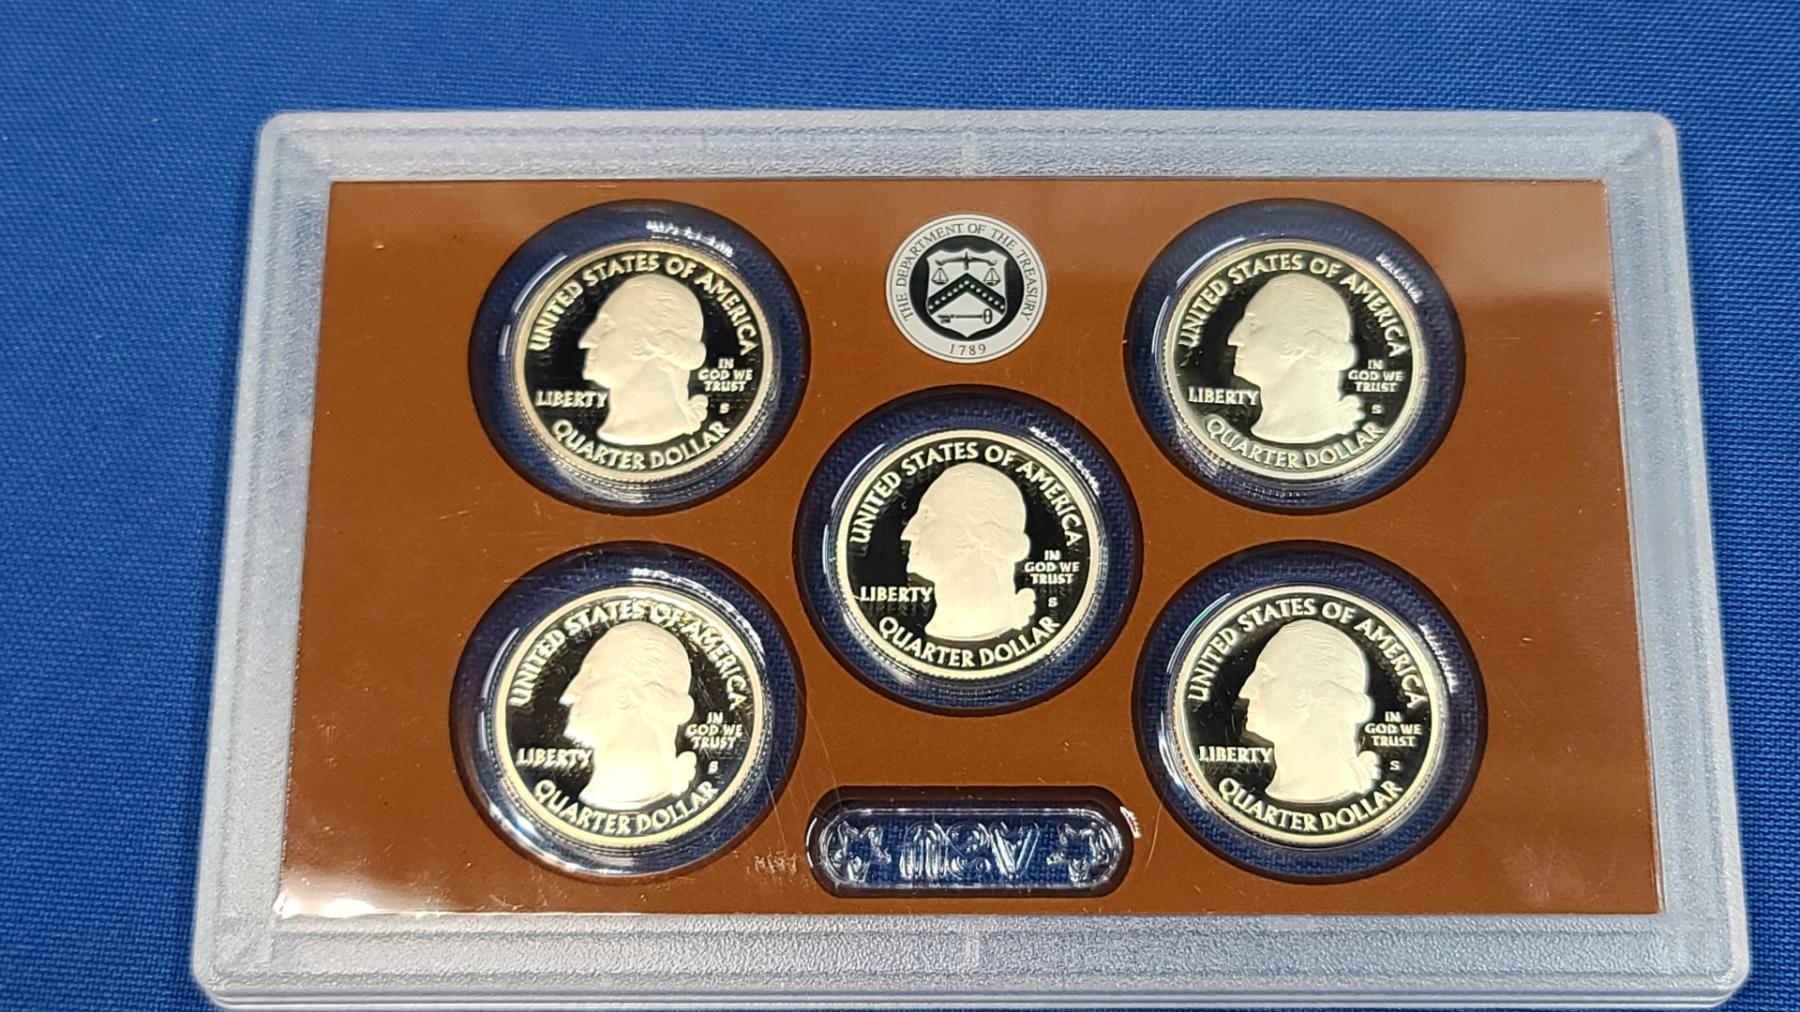 UNITED STATES OF AMERICA
LIBERTY
IN
GOD WE
TRUST
S
QUARTER DOLLAR
THE DEPARTMENT OF THE TREASURY
1789
UNITED STATES OF AMERICA
LIBERTY
IN
GOD WE
TRUST
S
QUARTER DOLLAR
UNITED STATES OF AMERICA
LIBERTY
IN
GOD WE
TRUST
S
QUARTER DOLLAR
UNITED STATES OF AMERICA
LIBERTY
IN
GOD WE
TRUST
S
QUARTER DOLLAR
UNITED STATES OF AMERICA
LIBERTY
IN
GOD WE
TRUST
S
QUARTER DOLLAR